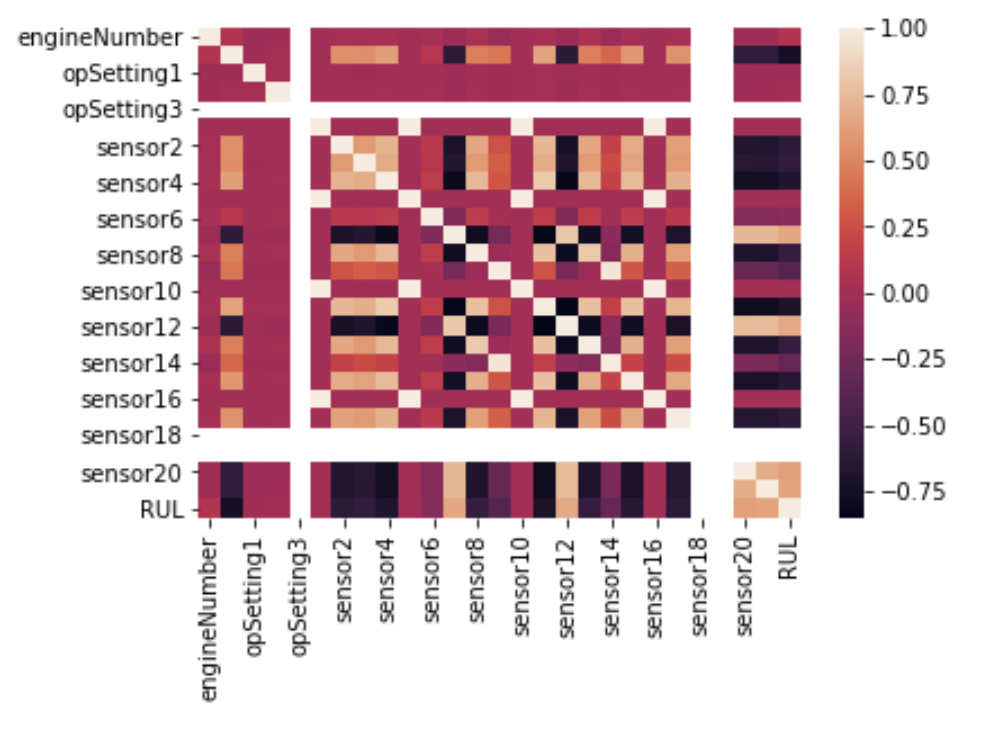 engineNumber
opSetting1
opSetting3
sensor2
sensor4
sensor6
sensor8
sensor10
sensor12
sensor14
sensor16
sensor18
sensor20
RUL
engineNumber
opSetting1
opSetting3
sensor2
sensor4
sensor6
sensor8
sensor10
sensor12
sensor14
sensor16
sensor18
sensor20
RUL
1.00
0.75
0.50
0.25
0.00
−0.25
−0.50
−0.75